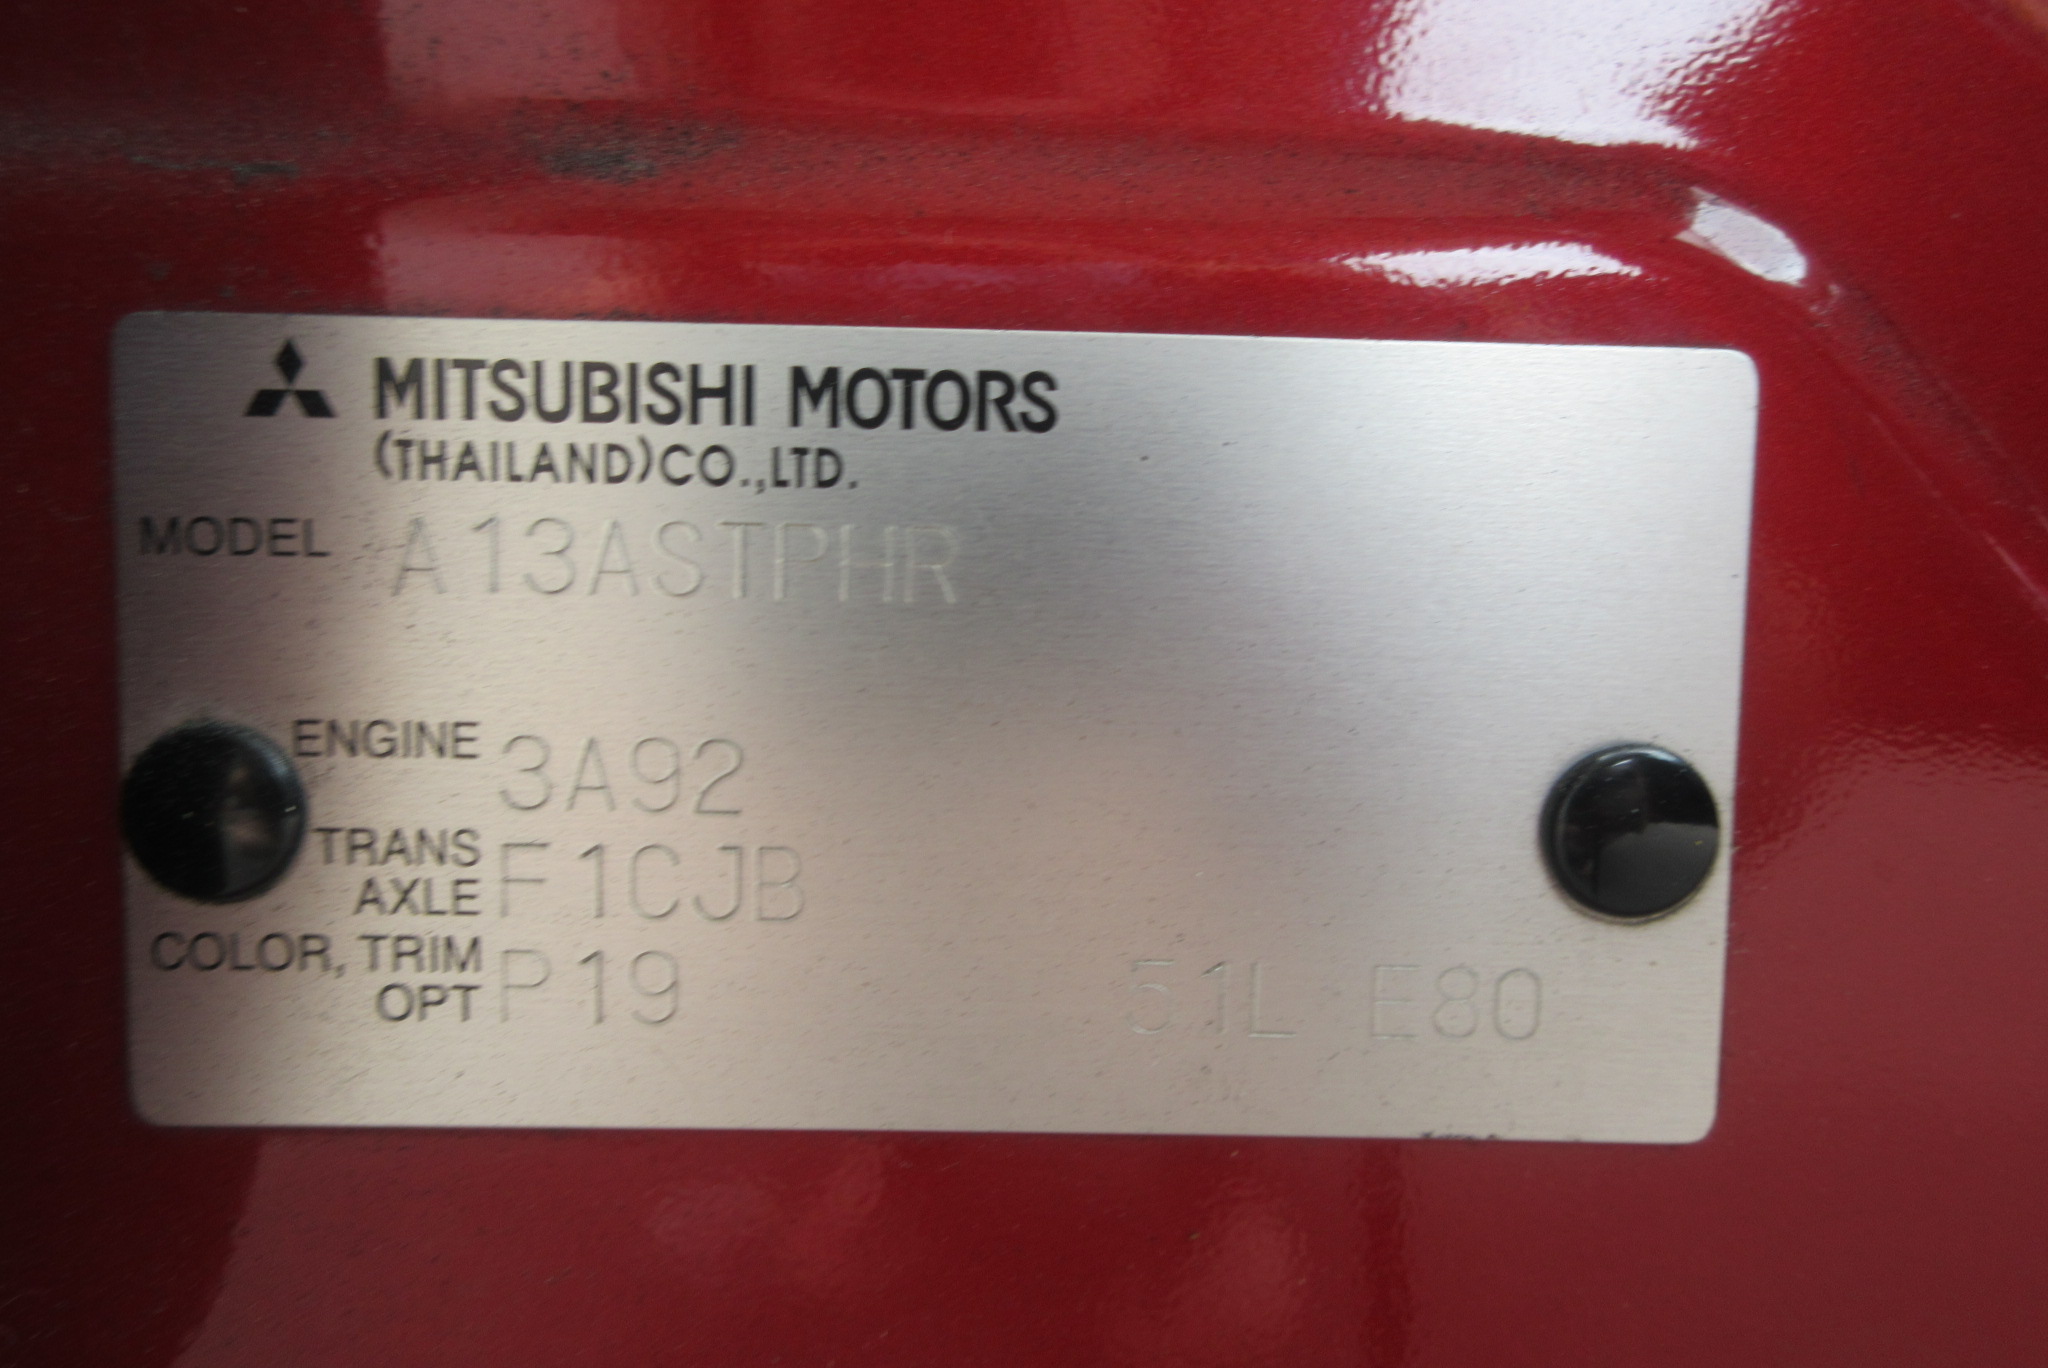 MITSUBISHI MOTORS
(THAILAND)CO.,LTD.
MODEL A13ASTPHR
ENGINE 3A92
TRANS
AXLE F1CJB
COLOR, TRIM
OPT P19 51L E80